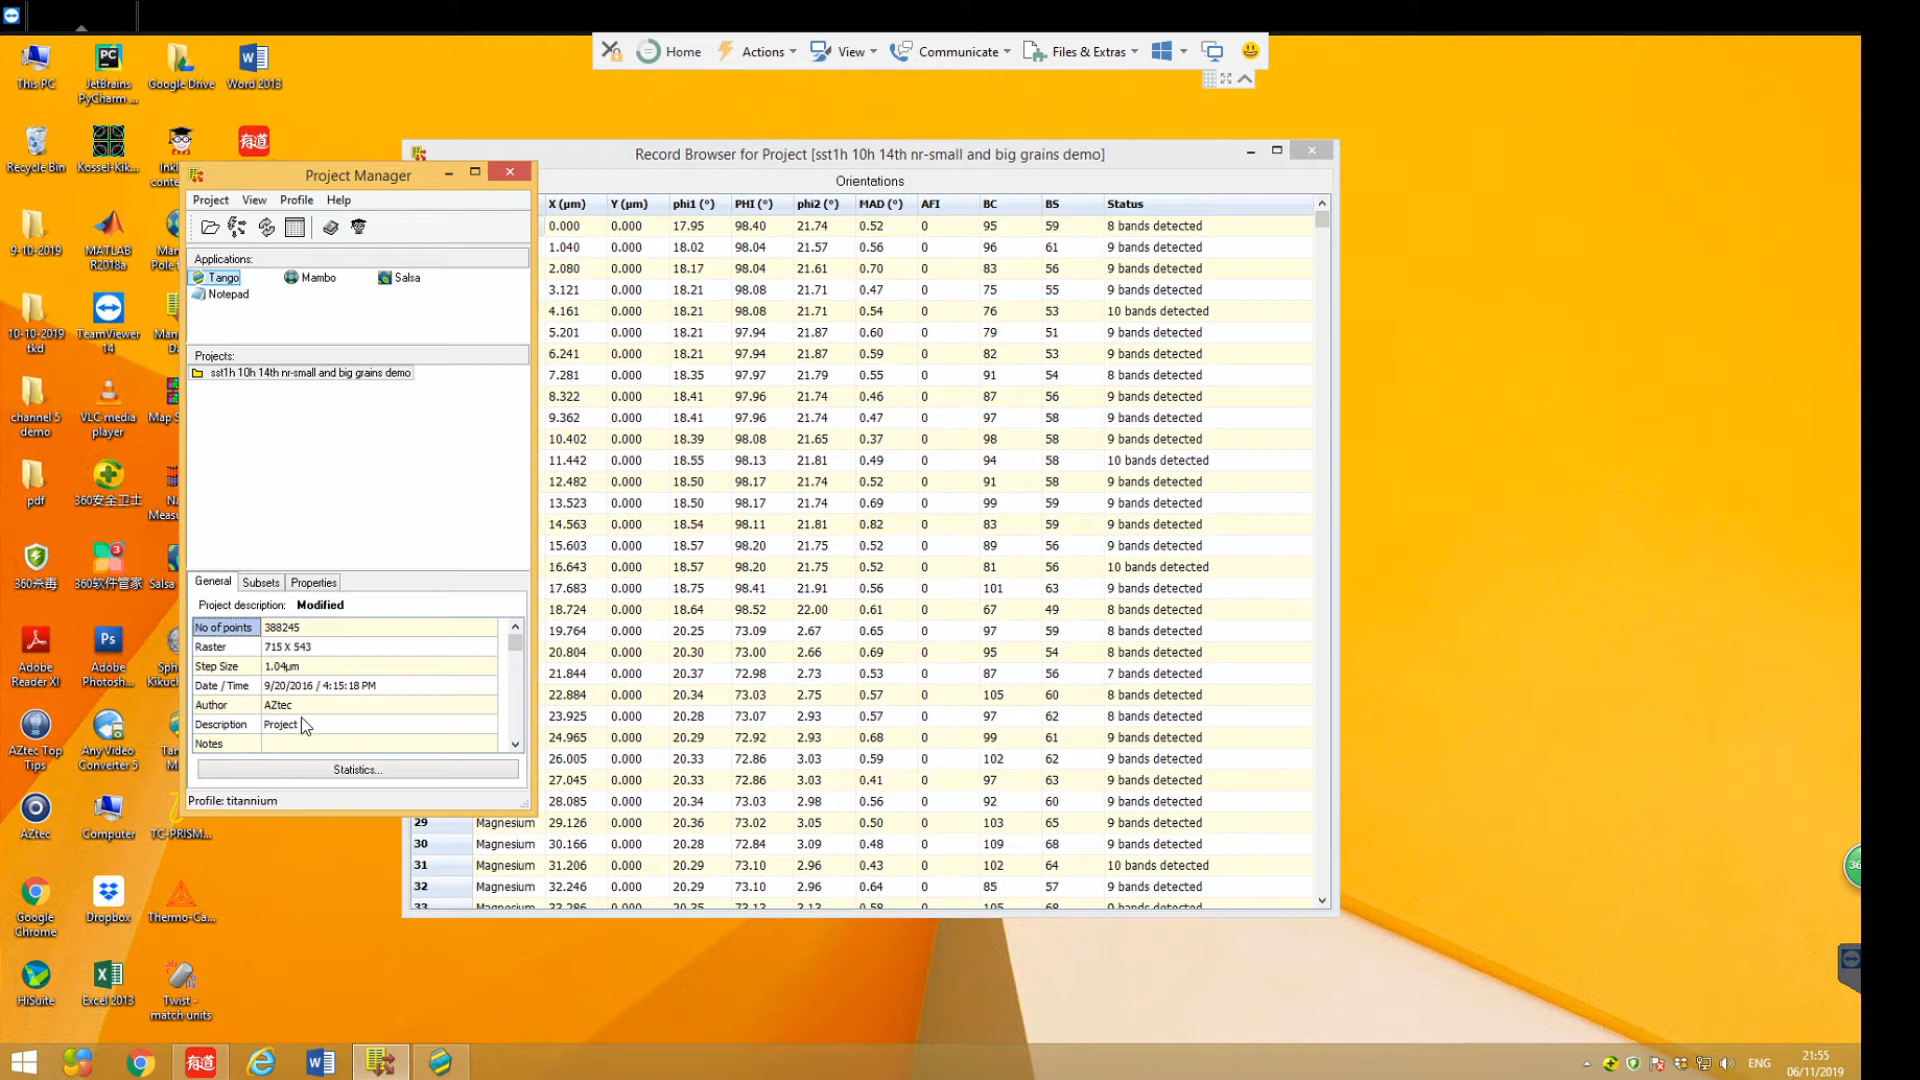 Home Actions View Communicate Files & Extras
This PC
JetBrains PyCharm ...
Google Drive
Word 2013
Recycle Bin
Kossel-Kik...
有道
9-10-2019
MATLAB R2018a
10-10-2019 tkd
TeamViewer 14
channel 5 demo
VLC media player
pdf
360安全卫士
360杀毒
360软件管家
3
Salsa
Adobe Reader XI
Adobe Photosh...
AZtec Top Tips
Any Video Converter 5
AZtec
Computer
TC-PRISM...
Google Chrome
Dropbox
Thermo-Ca...
HiSuite
Excel 2013
Twist - match units
Project Manager
Project View Profile Help
Applications:
Tango Mambo Salsa
Notepad
Projects:
sst1h 10h 14th nr-small and big grains demo
General Subsets Properties
Project description: Modified
No of points 388245
Raster 715 X 543
Step Size 1.04µm
Date / Time 9/20/2016 / 4:15:18 PM
Author AZtec
Description Project
Notes
Statistics...
Profile: titannium
Record Browser for Project [sst1h 10h 14th nr-small and big grains demo]
Orientations
X (µm) Y (µm) phi1 (°) PHI (°) phi2 (°) MAD (°) AFI BC BS Status
0.000 0.000 17.95 98.40 21.74 0.52 0 95 59 8 bands detected
1.040 0.000 18.02 98.04 21.57 0.56 0 96 61 9 bands detected
2.080 0.000 18.17 98.04 21.61 0.70 0 83 56 9 bands detected
3.121 0.000 18.21 98.08 21.71 0.47 0 75 55 9 bands detected
4.161 0.000 18.21 98.08 21.71 0.54 0 76 53 10 bands detected
5.201 0.000 18.21 97.94 21.87 0.60 0 79 51 9 bands detected
6.241 0.000 18.21 97.94 21.87 0.59 0 82 53 9 bands detected
7.281 0.000 18.35 97.97 21.79 0.55 0 91 54 8 bands detected
8.322 0.000 18.41 97.96 21.74 0.46 0 87 56 9 bands detected
9.362 0.000 18.41 97.96 21.74 0.47 0 97 58 9 bands detected
10.402 0.000 18.39 98.08 21.65 0.37 0 98 58 9 bands detected
11.442 0.000 18.55 98.13 21.81 0.49 0 94 58 10 bands detected
12.482 0.000 18.50 98.17 21.74 0.52 0 91 58 9 bands detected
13.523 0.000 18.50 98.17 21.74 0.69 0 99 59 9 bands detected
14.563 0.000 18.54 98.11 21.81 0.82 0 83 59 9 bands detected
15.603 0.000 18.57 98.20 21.75 0.52 0 89 56 9 bands detected
16.643 0.000 18.57 98.20 21.75 0.52 0 81 56 10 bands detected
17.683 0.000 18.75 98.41 21.91 0.56 0 101 63 9 bands detected
18.724 0.000 18.64 98.52 22.00 0.61 0 67 49 8 bands detected
19.764 0.000 20.25 73.09 2.67 0.65 0 97 59 8 bands detected
20.804 0.000 20.30 73.00 2.66 0.69 0 95 54 8 bands detected
21.844 0.000 20.37 72.98 2.73 0.53 0 87 56 7 bands detected
22.884 0.000 20.34 73.03 2.75 0.57 0 105 60 8 bands detected
23.925 0.000 20.28 73.07 2.93 0.57 0 97 62 8 bands detected
24.965 0.000 20.29 72.92 2.93 0.68 0 99 61 9 bands detected
26.005 0.000 20.33 72.86 3.03 0.59 0 102 62 9 bands detected
27.045 0.000 20.33 72.86 3.03 0.41 0 97 63 9 bands detected
28.085 0.000 20.34 73.03 2.98 0.56 0 92 60 8 bands detected
29 Magnesium 29.126 0.000 20.36 73.02 3.05 0.50 0 103 65 9 bands detected
30 Magnesium 30.166 0.000 20.28 72.84 3.09 0.48 0 109 68 9 bands detected
31 Magnesium 31.206 0.000 20.29 73.10 2.96 0.43 0 102 64 10 bands detected
32 Magnesium 32.246 0.000 20.29 73.10 2.96 0.64 0 85 57 9 bands detected
33 Magnesium 33.286 0.000 20.35 73.13 3.13 0.58 0 105 68 9 bands detected
有道
ENG
21:55
06/11/2019